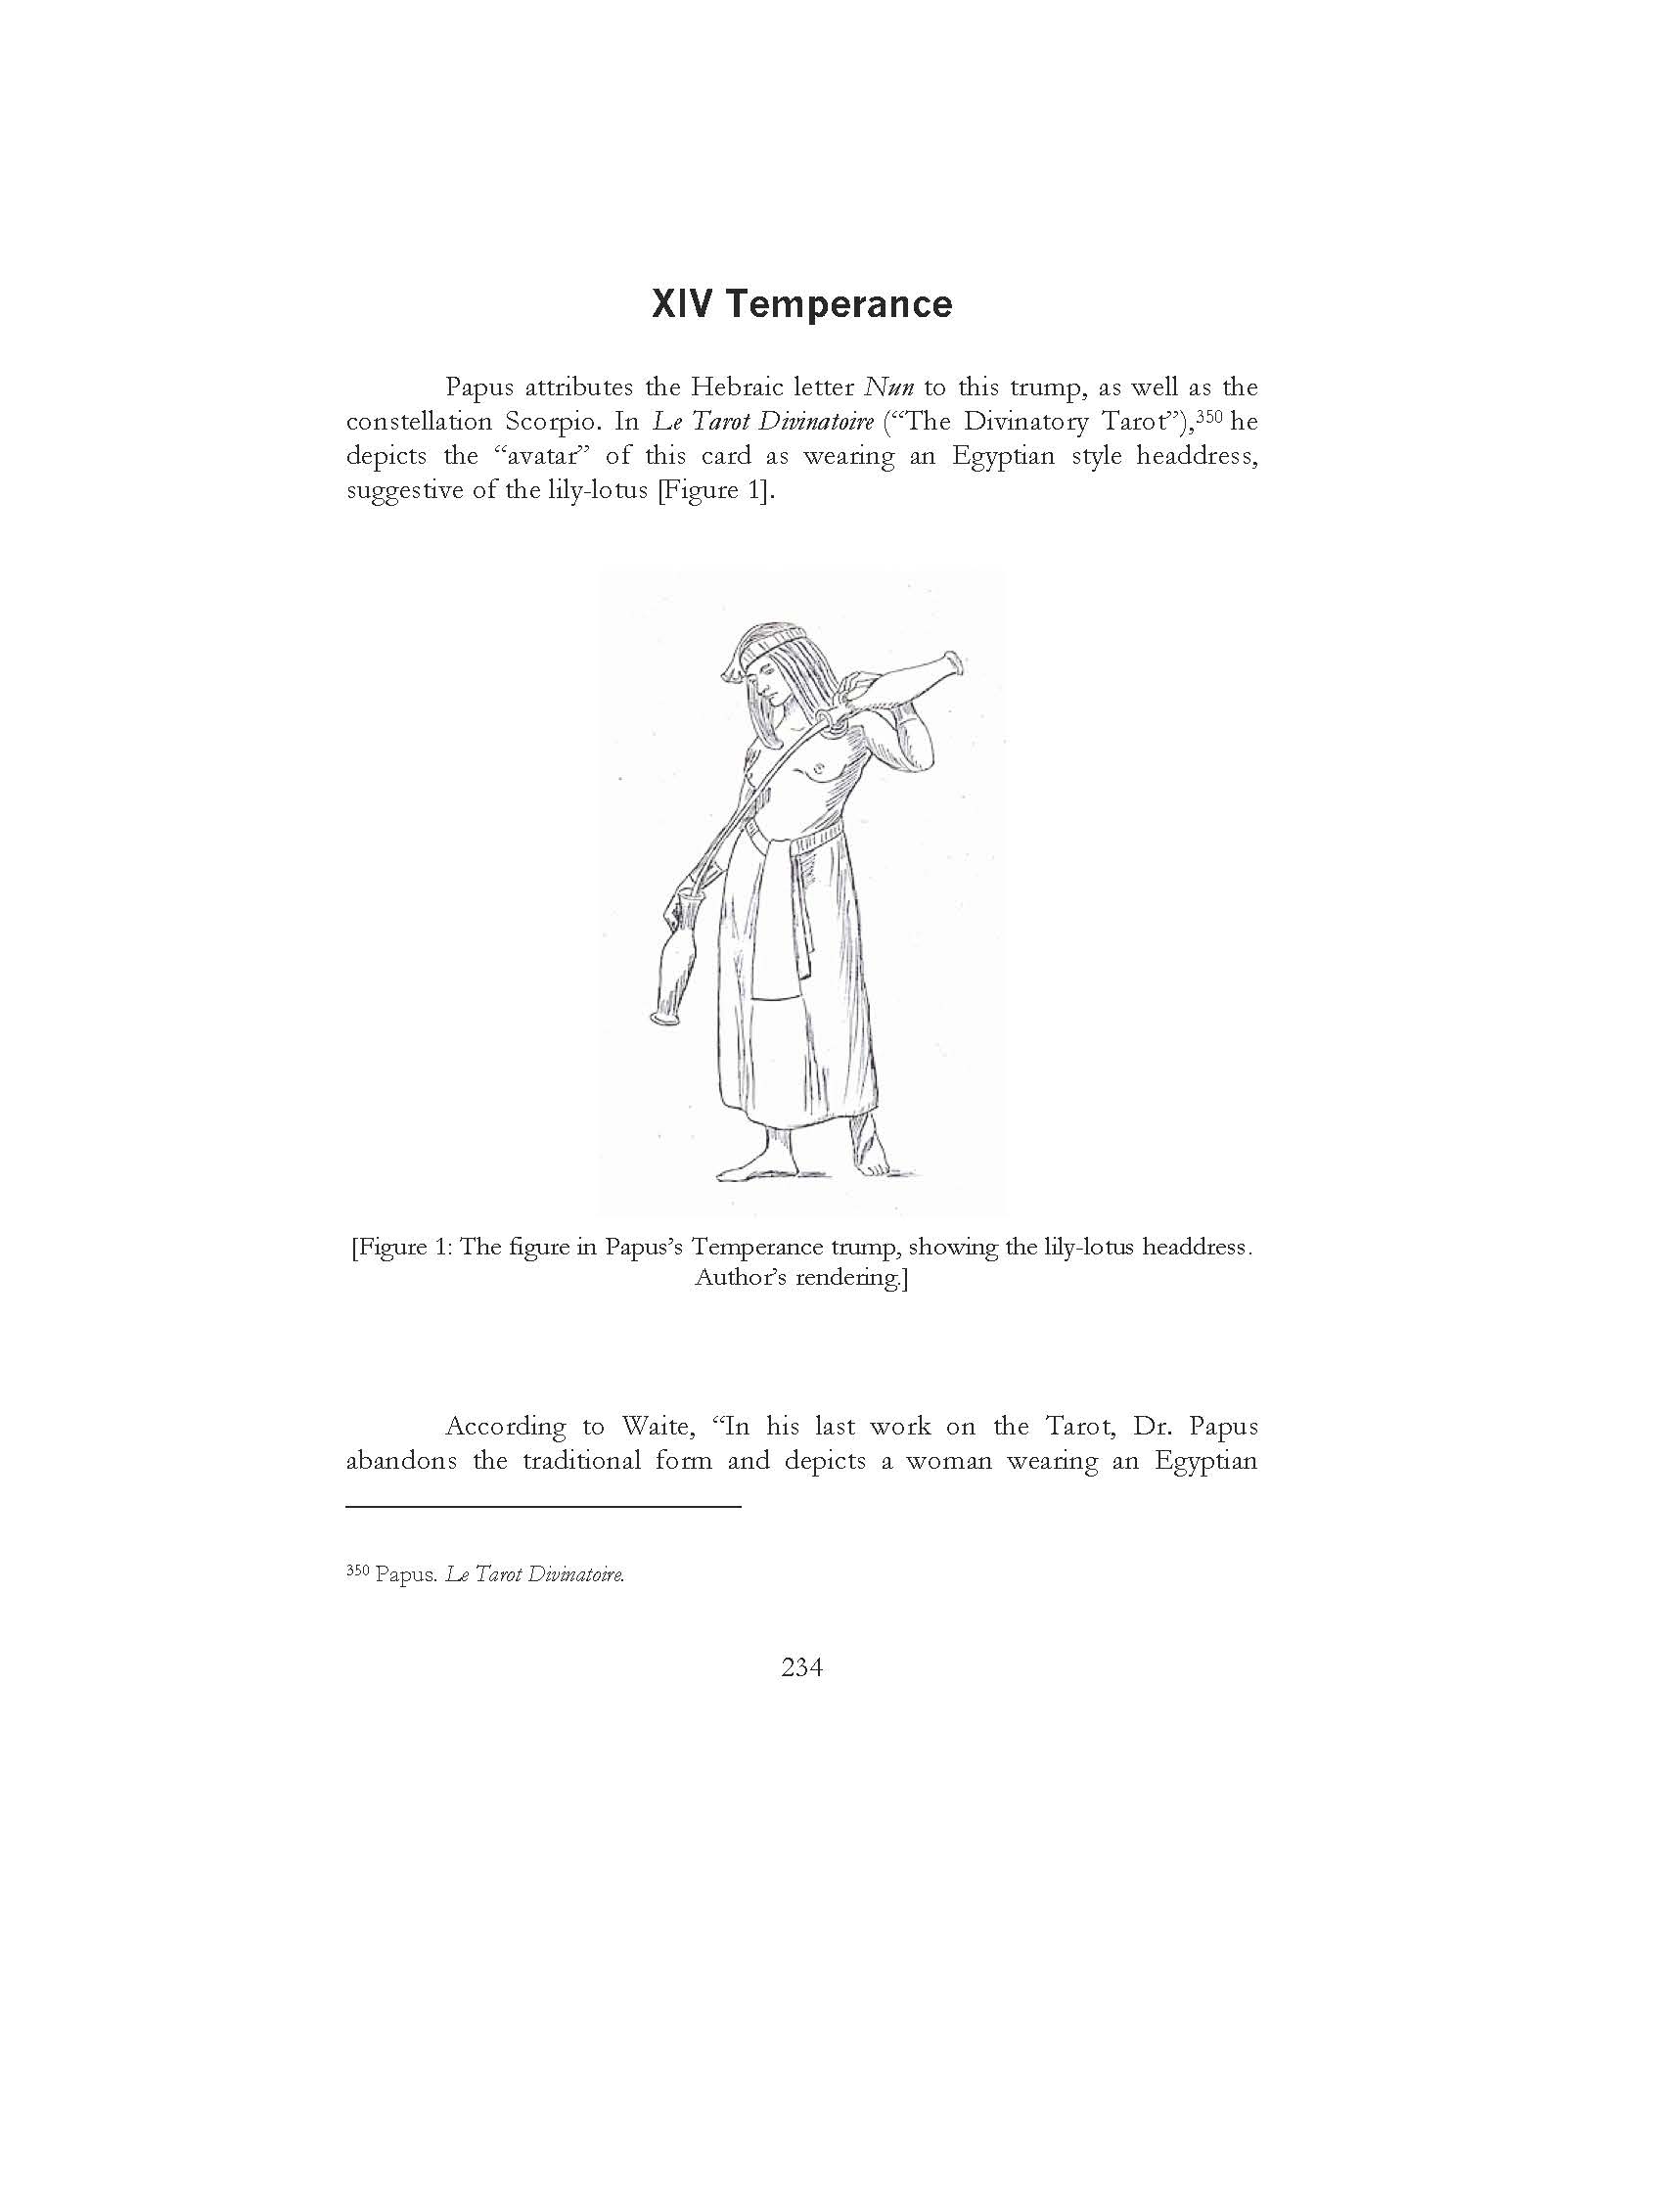 XIV Temperance
Papus attributes the Hebraic letter Nun to this trump, as well as the
constellation Scorpio. In Le Tarot Divinatoire (“The Divinatory Tarot”),350 he
depicts the “avatar” of this card as wearing an Egyptian style headdress,
suggestive of the lily-lotus [Figure 1].
[Figure 1: The figure in Papus’s Temperance trump, showing the lily-lotus headdress.
Author’s rendering.]
According to Waite, “In his last work on the Tarot, Dr. Papus
abandons the traditional form and depicts a woman wearing an Egyptian
350 Papus. Le Tarot Divinatoire.
234